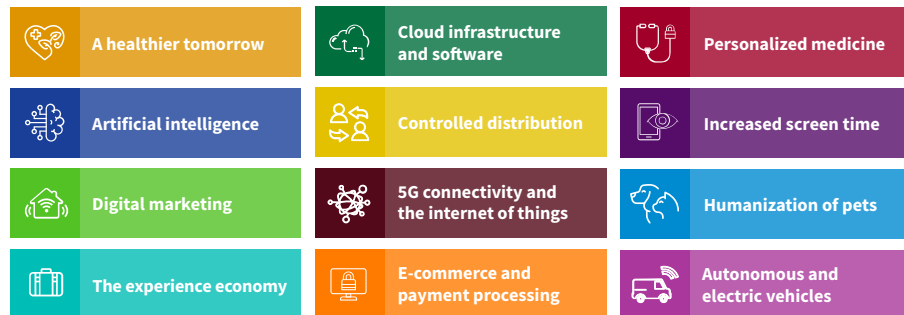 A healthier tomorrow
Cloud infrastructure
and software
Personalized medicine
Artificial intelligence
Controlled distribution
Increased screen time
Digital marketing
5G connectivity and
the internet of things
Humanization of pets
The experience economy
E-commerce and
payment processing
Autonomous and
electric vehicles